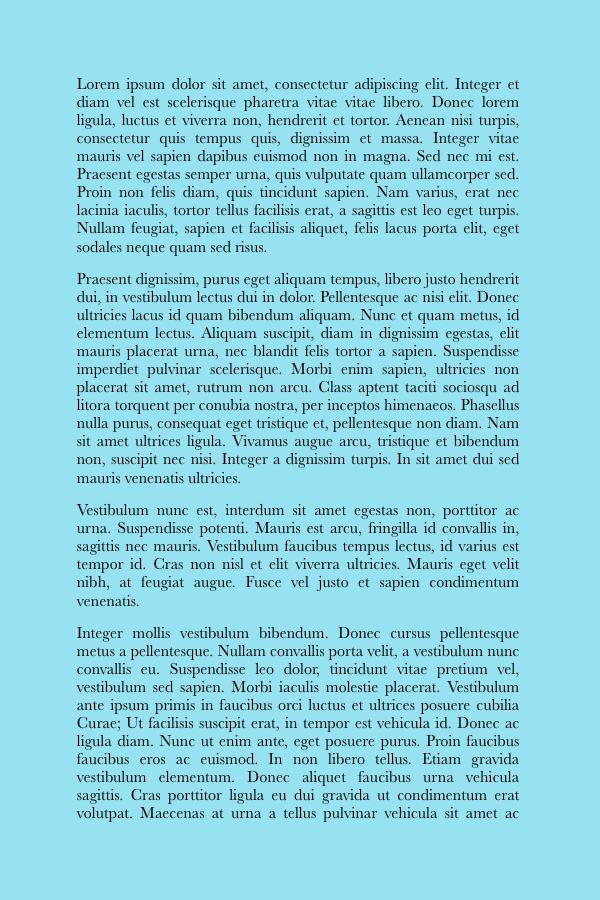 Lorem ipsum dolor sit amet, consectetur adipiscing elit. Integer et
diam vel est scelerisque pharetra vitae vitae libero. Donec lorem
ligula, luctus et viverra non, hendrerit et tortor. Aenean nisi turpis,
consectetur quis tempus quis, dignissim et massa. Integer vitae
mauris vel sapien dapibus euismod non in magna. Sed nec mi est.
Praesent egestas semper urna, quis vulputate quam ullamcorper sed.
Proin non felis diam, quis tincidunt sapien. Nam varius, erat nec
lacinia iaculis, tortor tellus facilisis erat, a sagittis est leo eget turpis.
Nullam feugiat, sapien et facilisis aliquet, felis lacus porta elit, eget
sodales neque quam sed risus.
Praesent dignissim, purus eget aliquam tempus, libero justo hendrerit
dui, in vestibulum lectus dui in dolor. Pellentesque ac nisi elit. Donec
ultricies lacus id quam bibendum aliquam. Nunc et quam metus, id
elementum lectus. Aliquam suscipit, diam in dignissim egestas, elit
mauris placerat urna, nec blandit felis tortor a sapien. Suspendisse
imperdiet pulvinar scelerisque. Morbi enim sapien, ultricies non
placerat sit amet, rutrum non arcu. Class aptent taciti sociosqu ad
litora torquent per conubia nostra, per inceptos himenaeos. Phasellus
nulla purus, consequat eget tristique et, pellentesque non diam. Nam
sit amet ultrices ligula. Vivamus augue arcu, tristique et bibendum
non, suscipit nec nisi. Integer a dignissim turpis. In sit amet dui sed
mauris venenatis ultricies.
Vestibulum nunc est, interdum sit amet egestas non, porttitor ac
urna. Suspendisse potenti. Mauris est arcu, fringilla id convallis in,
sagittis nec mauris. Vestibulum faucibus tempus lectus, id varius est
tempor id. Cras non nisl et elit viverra ultricies. Mauris eget velit
nibh, at feugiat augue. Fusce vel justo et sapien condimentum
venenatis.
Integer mollis vestibulum bibendum. Donec cursus pellentesque
metus a pellentesque. Nullam convallis porta velit, a vestibulum nunc
convallis eu. Suspendisse leo dolor, tincidunt vitae pretium vel,
vestibulum sed sapien. Morbi iaculis molestie placerat. Vestibulum
ante ipsum primis in faucibus orci luctus et ultrices posuere cubilia
Curae; Ut facilisis suscipit erat, in tempor est vehicula id. Donec ac
ligula diam. Nunc ut enim ante, eget posuere purus. Proin faucibus
faucibus eros ac euismod. In non libero tellus. Etiam gravida
vestibulum elementum. Donec aliquet faucibus urna vehicula
sagittis. Cras porttitor ligula eu dui gravida ut condimentum erat
volutpat. Maecenas at urna a tellus pulvinar vehicula sit amet ac